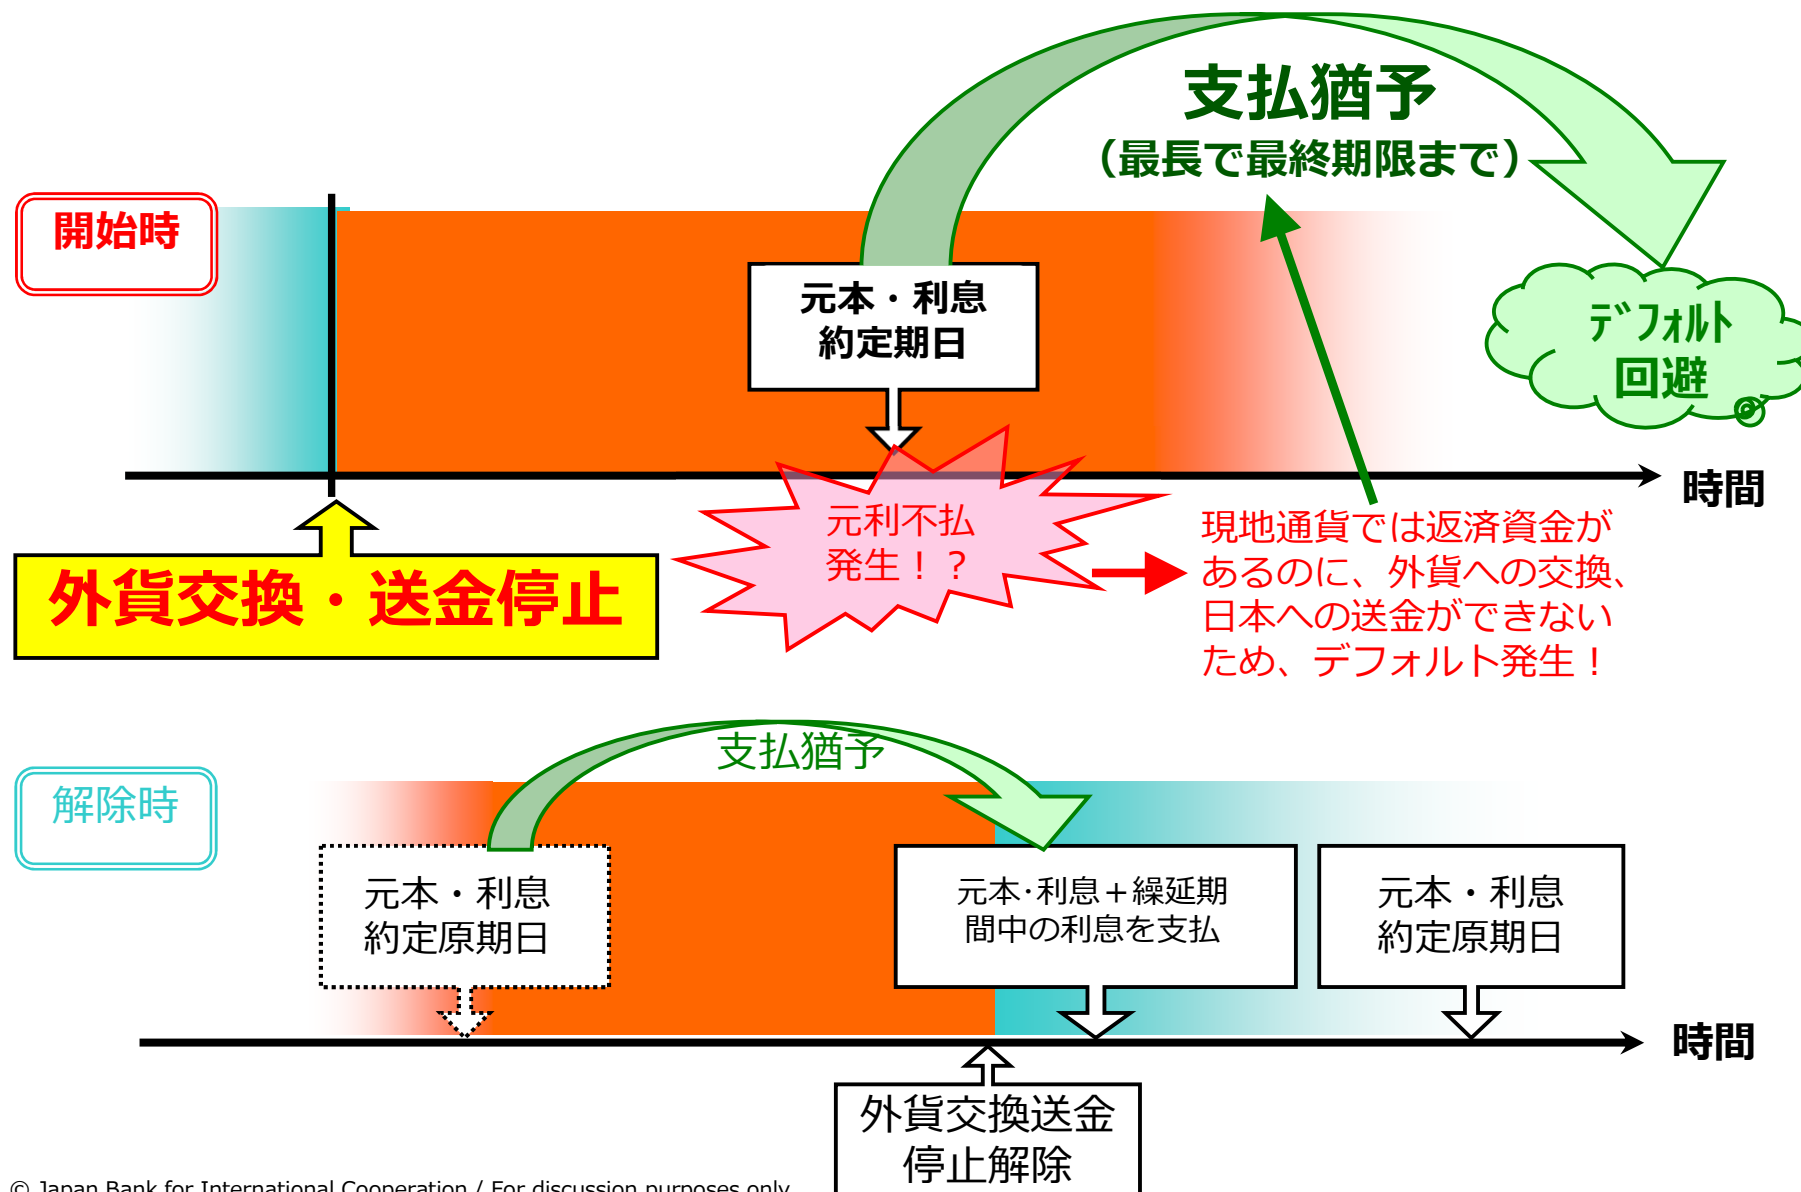 支払猶予
（最長で最終期限まで）
開始時
元本・利息
約定期日
ﾃﾞﾌｫﾙﾄ
回避
時間
外貨交換・送金停止
元利不払
発生！？
現地通貨では返済資金が
あるのに、外貨への交換、
日本への送金ができない
ため、デフォルト発生！
支払猶予
解除時
元本・利息
約定原期日
元本･利息＋繰延期
間中の利息を支払
元本・利息
約定原期日
時間
外貨交換送金
停止解除
© Japan Bank for International Cooperation / For discussion purposes only